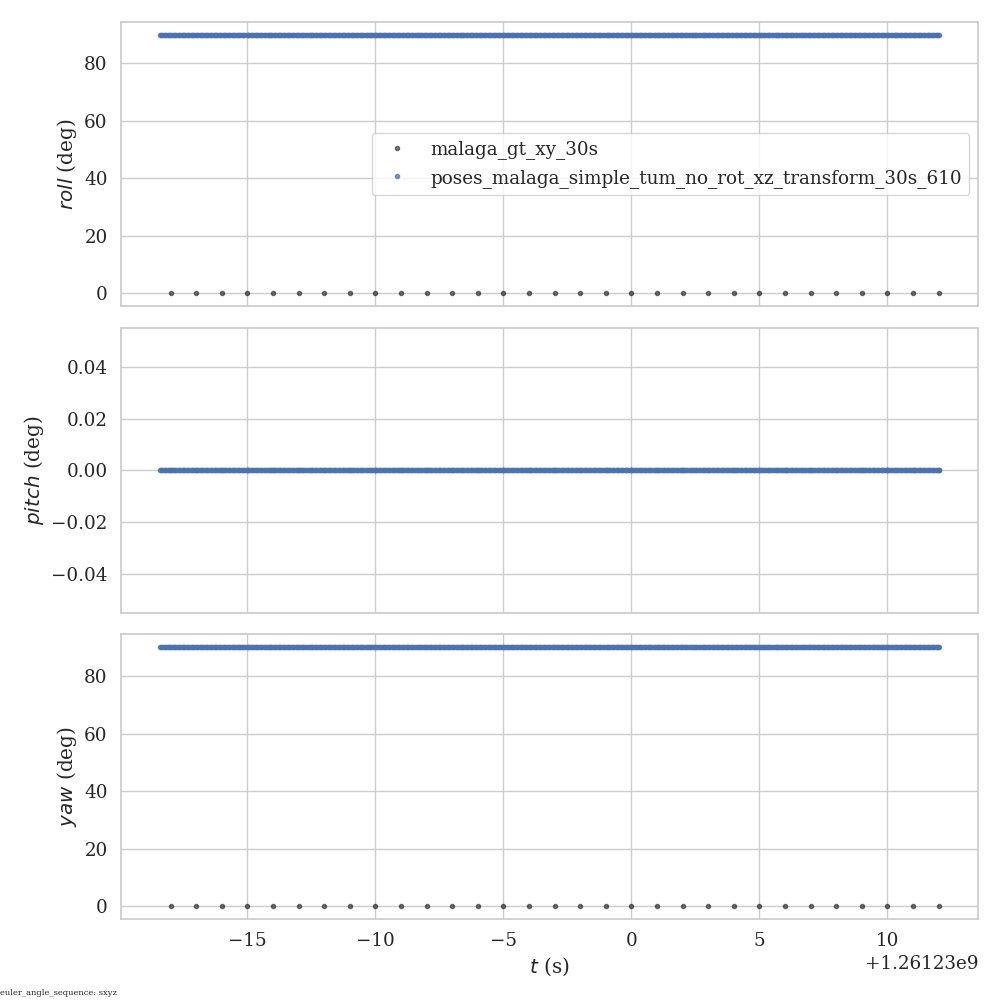 80
60
40
20
0
roll (deg)
malaga_gt_xy_30s
poses_malaga_simple_tum_no_rot_xz_transform_30s_610
0.04
0.02
0.00
−0.02
−0.04
pitch (deg)
80
60
40
20
0
yaw (deg)
−15 −10 −5 0 5 10
t (s)
+1.26123e9
euler_angle_sequence: sxyz